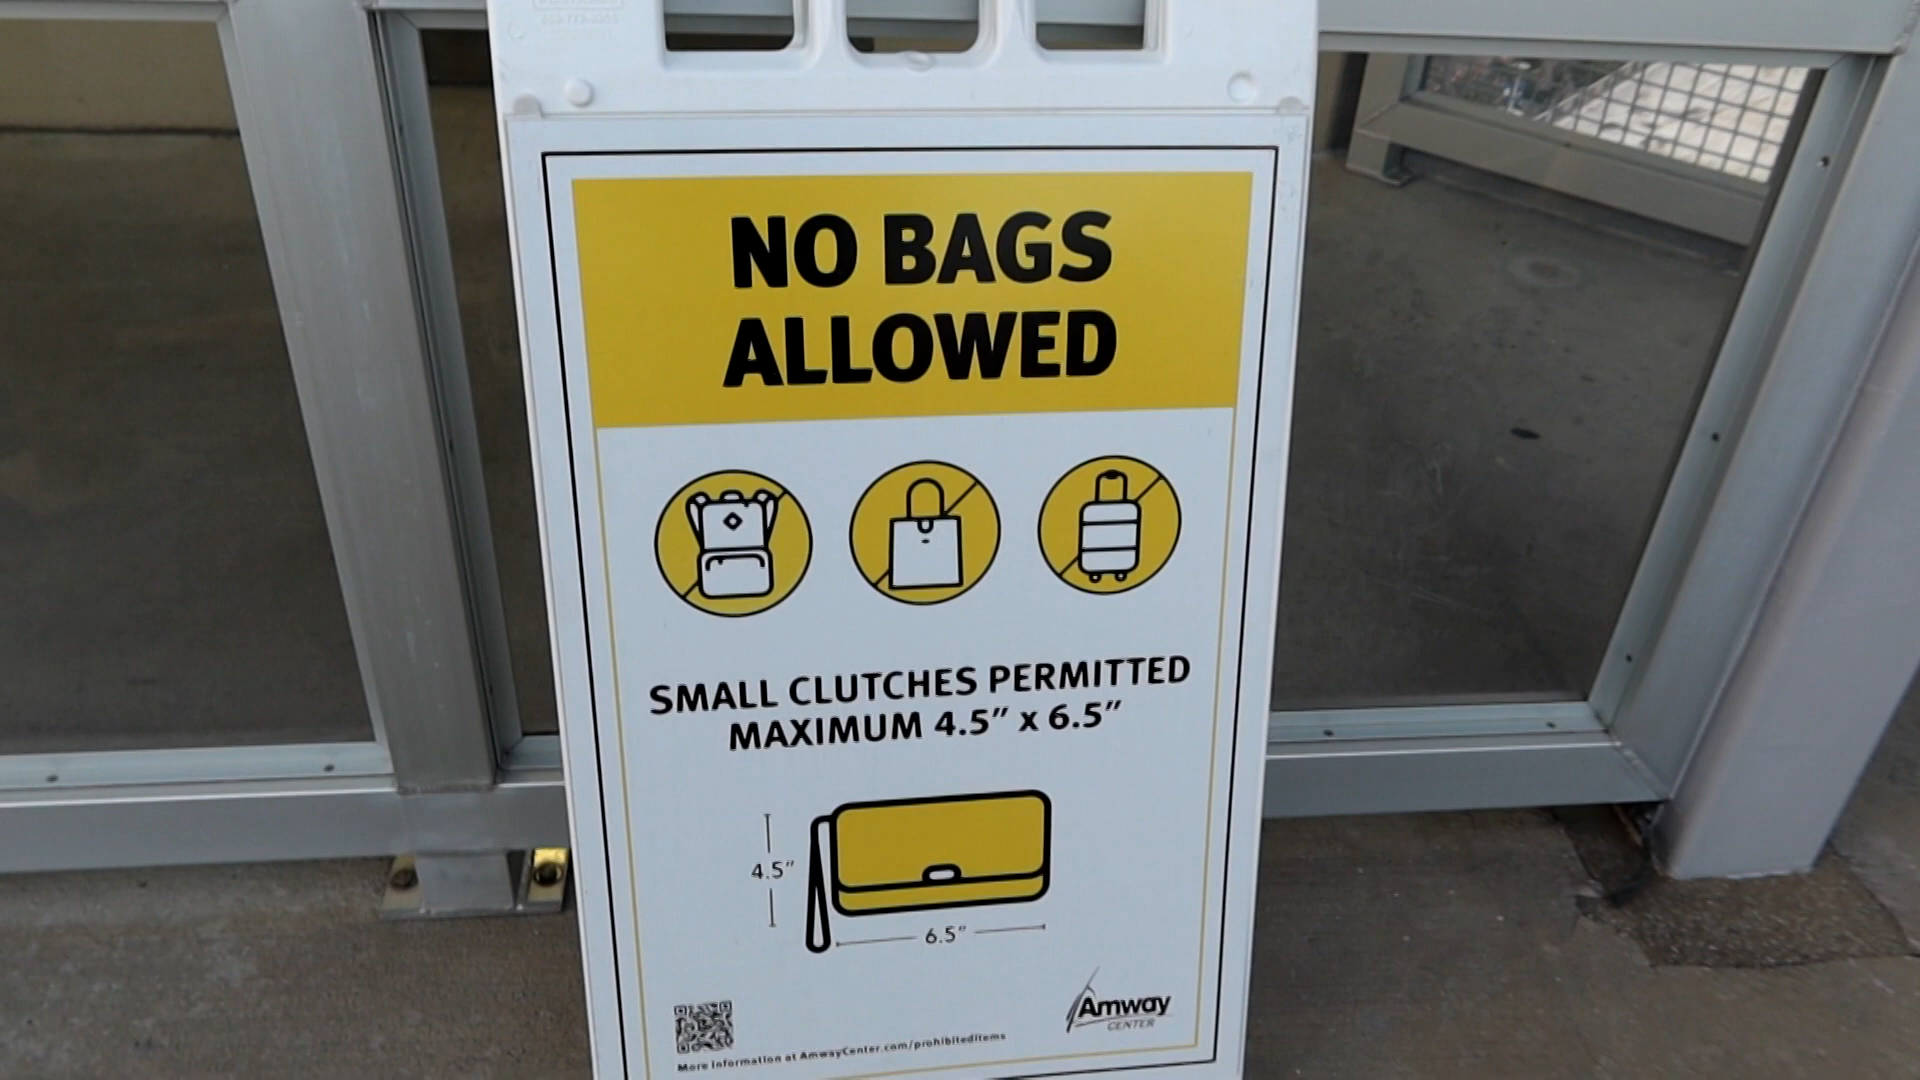 NO BAGS
ALLOWED
SMALL CLUTCHES PERMITTED
MAXIMUM 4.5” x 6.5”
4.5”
6.5”
Amway
CENTER
More information at AmwayCenter.com/prohibiteditems